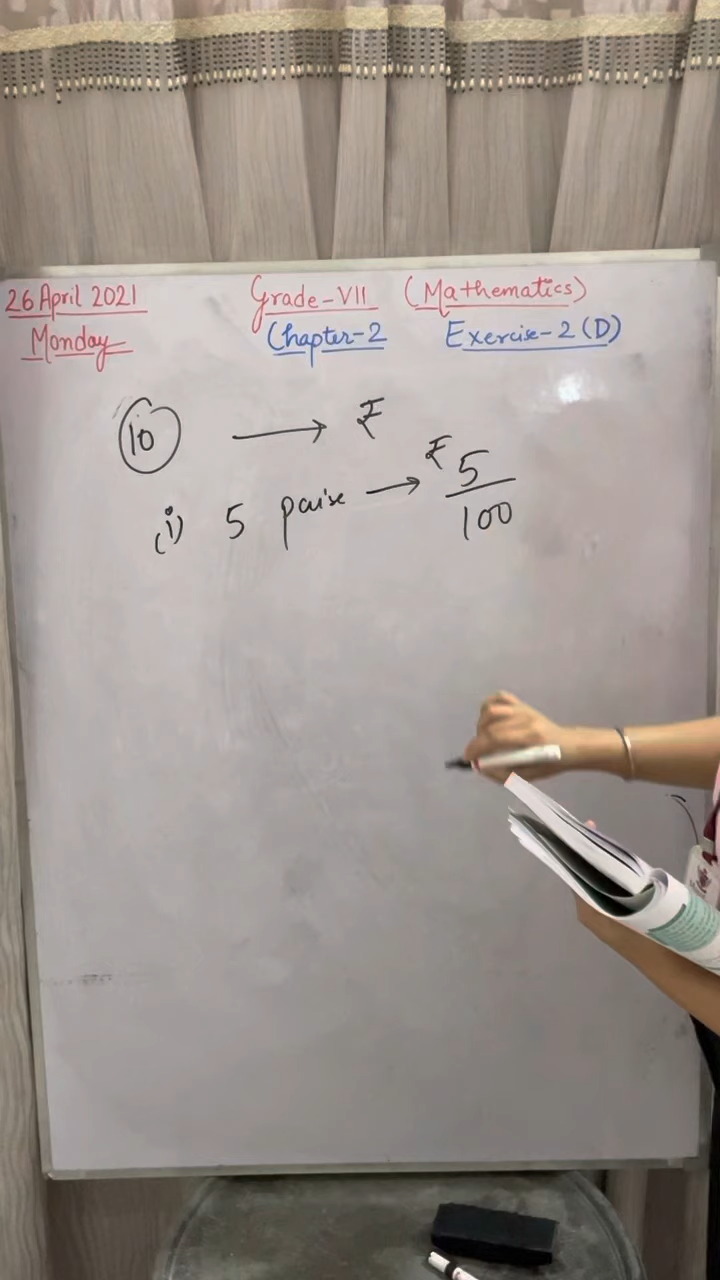 26 April 2021 Grade-VII (Mathematics)
Monday Chapter-2 Exercise-2(D)
10 → ₹
(i) 5 paise → ₹ 5/100